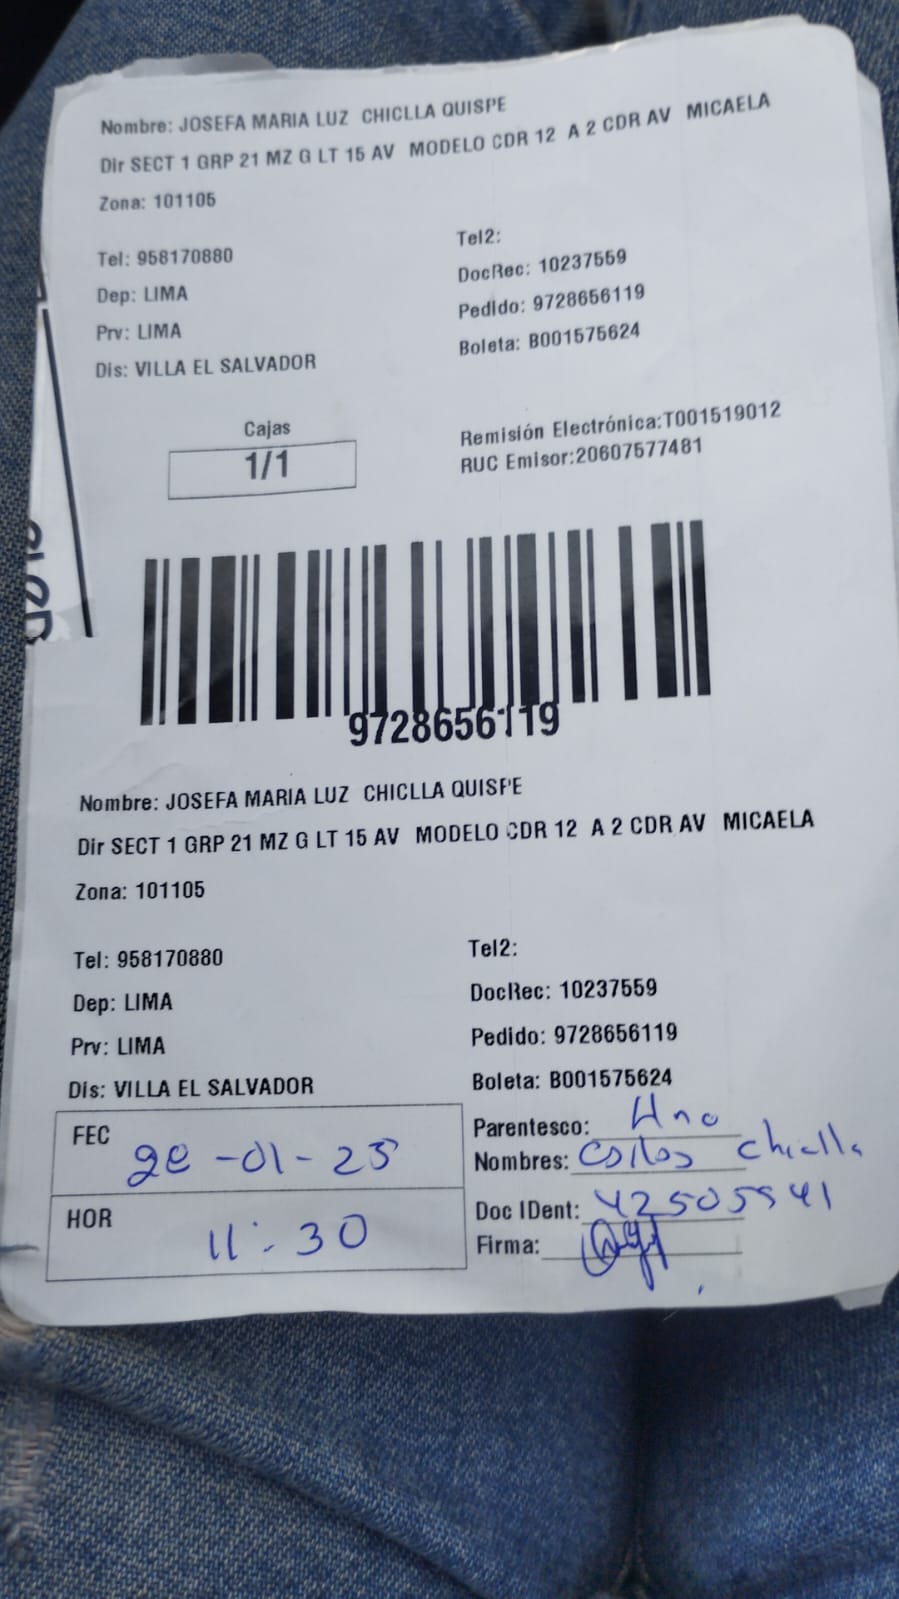 Nombre: JOSEFA MARIA LUZ CHICLLA QUISPE
Dir SECT 1 GRP 21 MZ G LT 15 AV MODELO CDR 12 A 2 CDR AV MICAELA
Zona: 101105
Tel: 958170880
Tel2:
Dep: LIMA
DocRec: 10237559
Prv: LIMA
Pedido: 9728656119
Dis: VILLA EL SALVADOR
Boleta: B001575624
Cajas
1/1
Remisión Electrónica:T001519012
RUC Emisor:20607577481
9728656119
Nombre: JOSEFA MARIA LUZ CHICLLA QUISPE
Dir SECT 1 GRP 21 MZ G LT 15 AV MODELO CDR 12 A 2 CDR AV MICAELA
Zona: 101105
Tel: 958170880
Tel2:
Dep: LIMA
DocRec: 10237559
Prv: LIMA
Pedido: 9728656119
Dis: VILLA EL SALVADOR
Boleta: B001575624
FEC
Parentesco: Hno
Nombres: Carlos Chiclla
HOR 11:30
Doc IDent: 42505541
Firma: